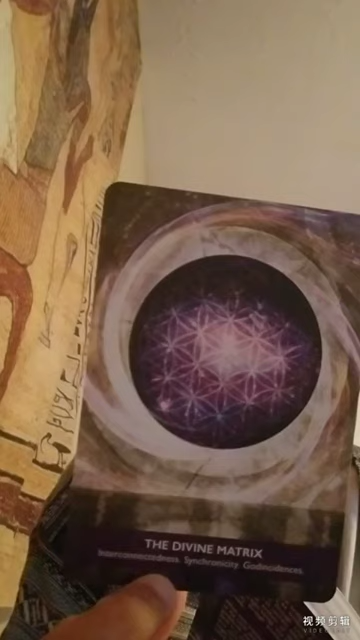 THE DIVINE MATRIX
Interconnectedness. Synchronicity. Godincidences.
视频剪辑